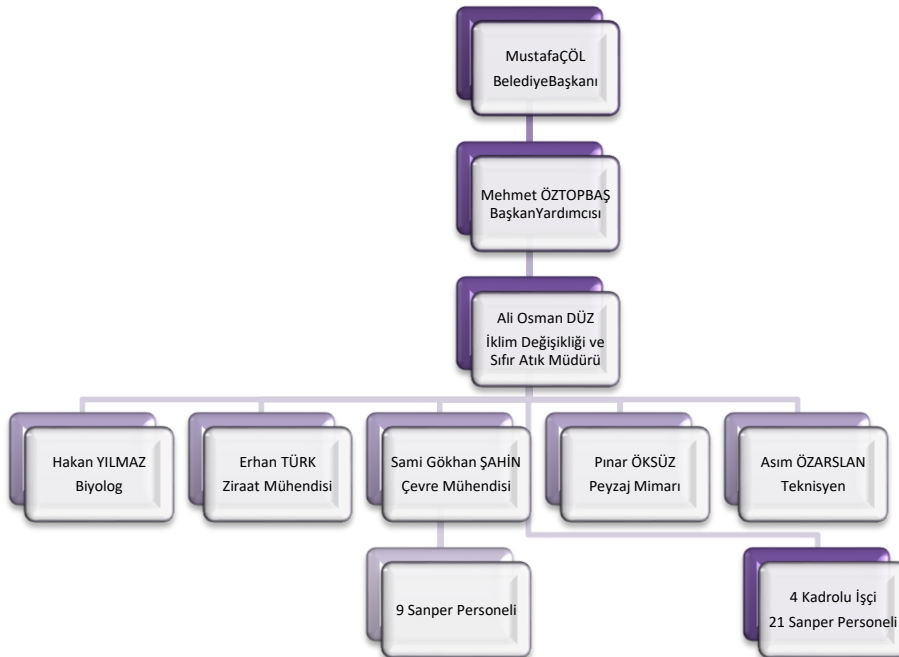 MustafaÇÖL
BelediyeBaşkanı
Mehmet ÖZTOPBAŞ
BaşkanYardımcısı
Ali Osman DÜZ
İklim Değişikliği ve
Sıfır Atık Müdürü
Hakan YILMAZ
Biyolog
Erhan TÜRK
Ziraat Mühendisi
Sami Gökhan ŞAHİN
Çevre Mühendisi
Pınar ÖKSÜZ
Peyzaj Mimarı
Asım ÖZARSLAN
Teknisyen
9 Sanper Personeli
4 Kadrolu İşçi
21 Sanper Personeli